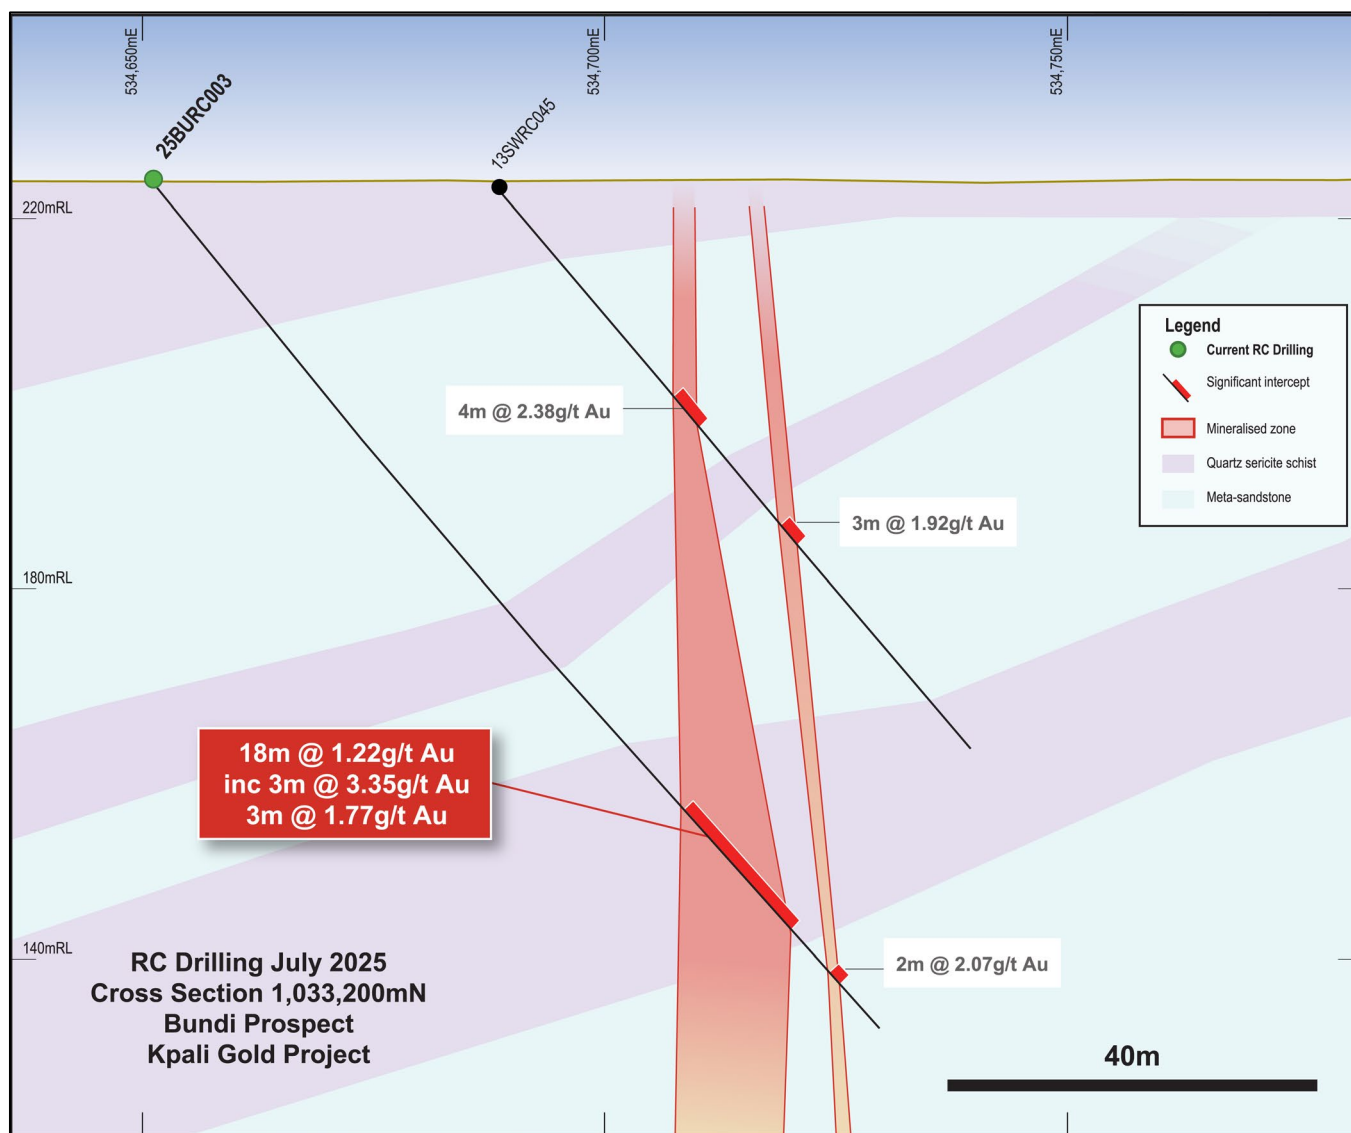 534,650mE
534,700mE
534,750mE
25BURC003
13SWRC045
220mRL
180mRL
140mRL
4m @ 2.38g/t Au
3m @ 1.92g/t Au
18m @ 1.22g/t Au
inc 3m @ 3.35g/t Au
3m @ 1.77g/t Au
2m @ 2.07g/t Au
Legend
Current RC Drilling
Significant intercept
Mineralised zone
Quartz sericite schist
Meta-sandstone
RC Drilling July 2025
Cross Section 1,033,200mN
Bundi Prospect
Kpali Gold Project
40m